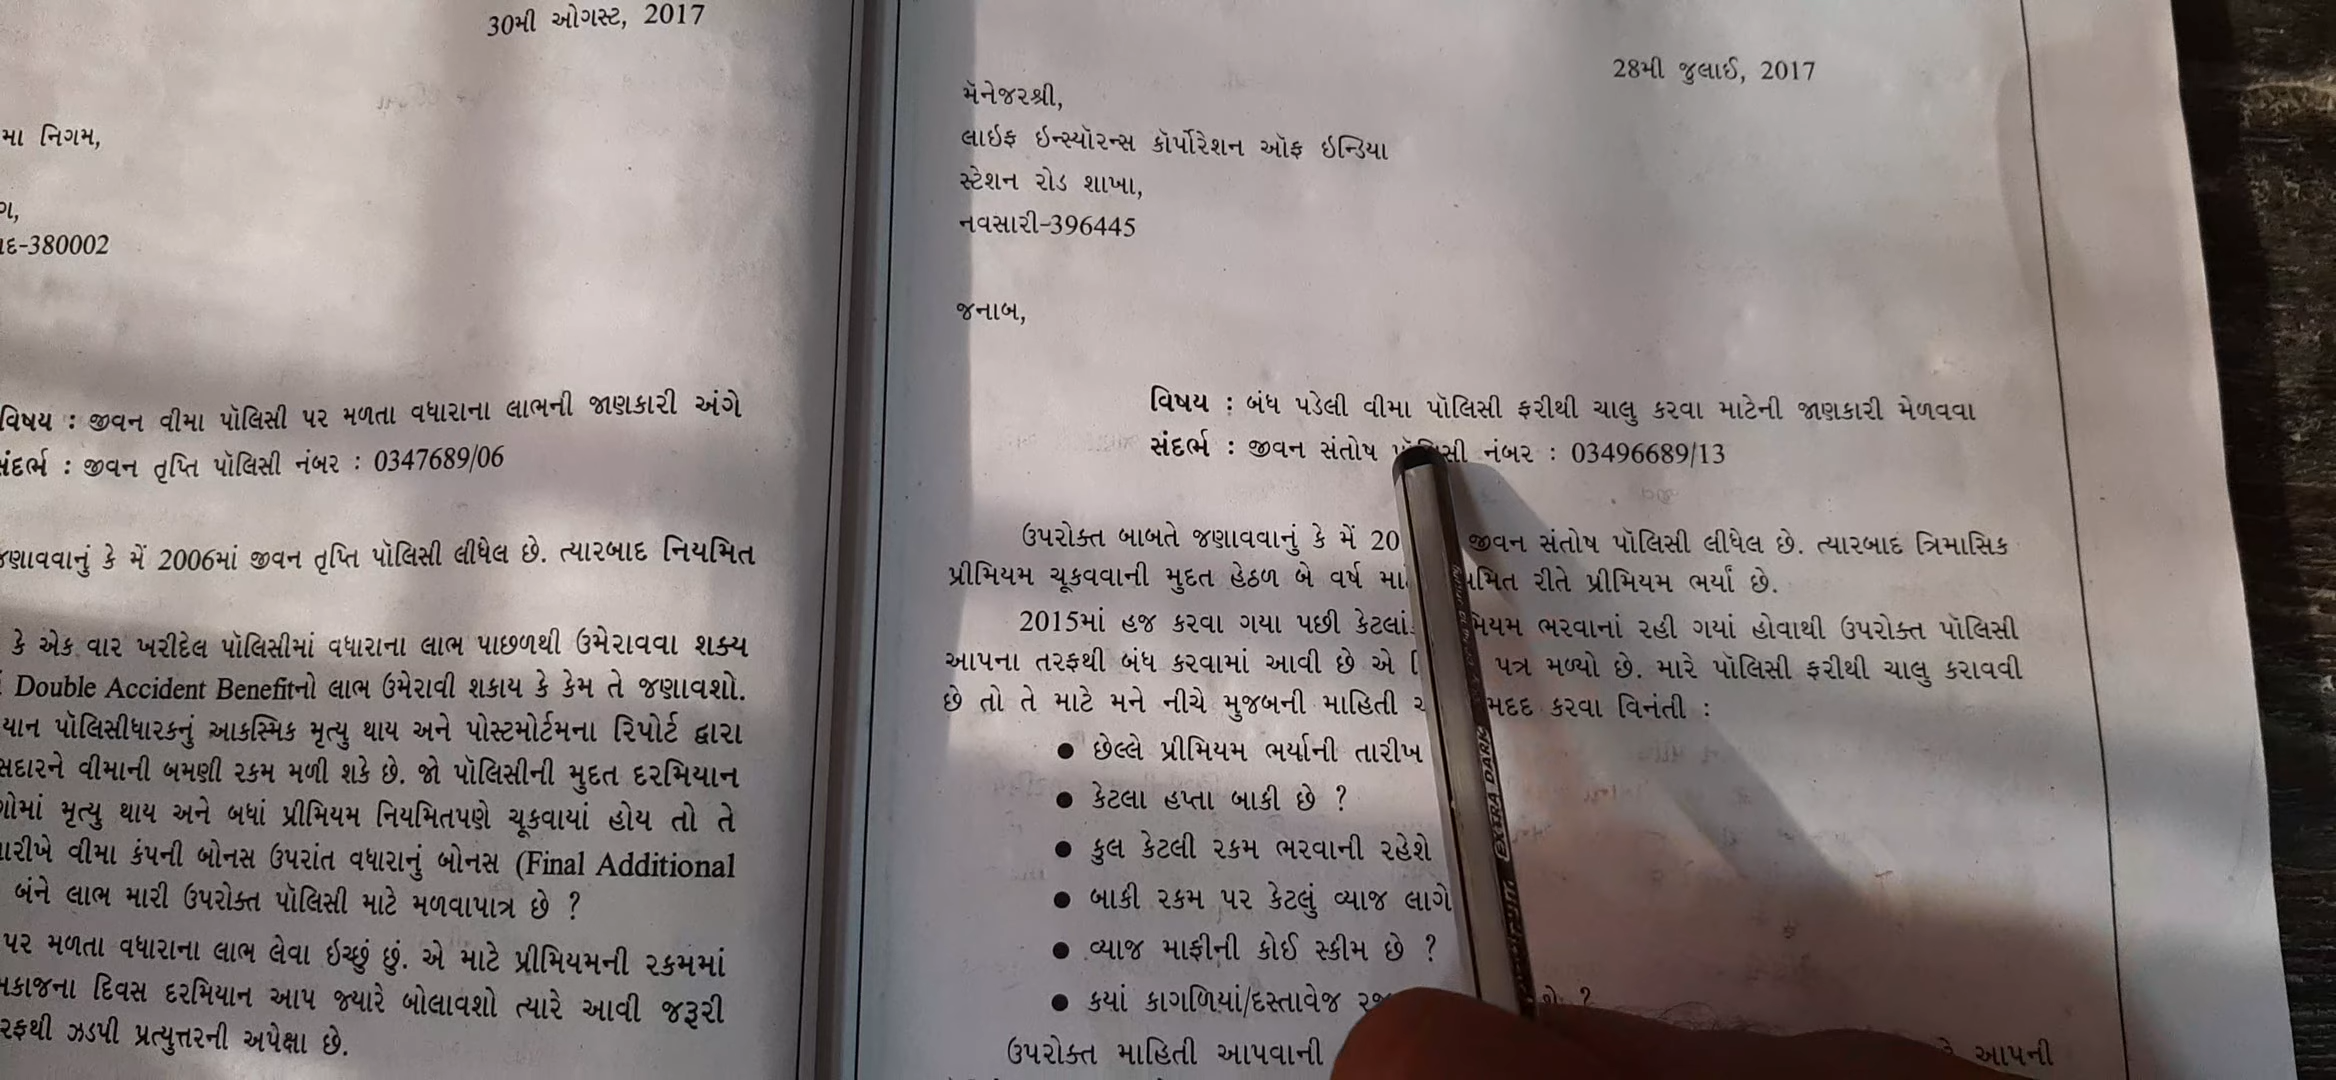 30મી ઓગસ્ટ, 2017
મા નિગમ,
ગ,
-380002
વિષય : જીવન વીમા પૉલિસી પર મળતા વધારાના લાભની જાણકારી અંગે
સંદર્ભ : જીવન તૃપ્તિ પૉલિસી નંબર : 0347689/06
જણાવવાનું કે મેં 2006માં જીવન તૃપ્તિ પૉલિસી લીધેલ છે. ત્યારબાદ નિયમિત
કે એક વાર ખરીદેલ પૉલિસીમાં વધારાના લાભ પાછળથી ઉમેરાવવા શક્ય
Double Accident Benefitનો લાભ ઉમેરાવી શકાય કે કેમ તે જણાવશો.
યાન પૉલિસીધારકનું આકસ્મિક મૃત્યુ થાય અને પોસ્ટમોર્ટમના રિપોર્ટ દ્વારા
સદારને વીમાની બમણી રકમ મળી શકે છે. જો પૉલિસીની મુદત દરમિયાન
ગોમાં મૃત્યુ થાય અને બધાં પ્રીમિયમ નિયમિતપણે ચૂકવાયાં હોય તો તે
ારીખે વીમા કંપની બોનસ ઉપરાંત વધારાનું બોનસ (Final Additional
બંને લાભ મારી ઉપરોક્ત પૉલિસી માટે મળવાપાત્ર છે ?
પર મળતા વધારાના લાભ લેવા ઇચ્છું છું. એ માટે પ્રીમિયમની રકમમાં
મકાજના દિવસ દરમિયાન આપ જ્યારે બોલાવશો ત્યારે આવી જરૂરી
રફથી ઝડપી પ્રત્યુત્તરની અપેક્ષા છે.
28મી જુલાઈ, 2017
મૅનેજરશ્રી,
લાઇફ ઇન્સ્યૉરન્સ કૉર્પોરેશન ઑફ ઇન્ડિયા
સ્ટેશન રોડ શાખા,
નવસારી-396445
જનાબ,
વિષય : બંધ પડેલી વીમા પૉલિસી ફરીથી ચાલુ કરવા માટેની જાણકારી મેળવવા
સંદર્ભ : જીવન સંતોષ પૉલિસી નંબર : 03496689/13
ઉપરોક્ત બાબતે જણાવવાનું કે મેં 20 જીવન સંતોષ પૉલિસી લીધેલ છે. ત્યારબાદ ત્રિમાસિક
પ્રીમિયમ ચૂકવવાની મુદત હેઠળ બે વર્ષ મા મિત રીતે પ્રીમિયમ ભર્યાં છે.
2015માં હજ કરવા ગયા પછી કેટલાં મિયમ ભરવાનાં રહી ગયાં હોવાથી ઉપરોક્ત પૉલિસી
આપના તરફથી બંધ કરવામાં આવી છે એ પત્ર મળ્યો છે. મારે પૉલિસી ફરીથી ચાલુ કરાવવી
છે તો તે માટે મને નીચે મુજબની માહિતી મદદ કરવા વિનંતી :
● છેલ્લે પ્રીમિયમ ભર્યાની તારીખ
● કેટલા હપ્તા બાકી છે ?
● કુલ કેટલી રકમ ભરવાની રહેશે
● બાકી રકમ પર કેટલું વ્યાજ લાગે
● વ્યાજ માફીની કોઈ સ્કીમ છે ?
● કયાં કાગળિયાં/દસ્તાવેજ રજ ?
ઉપરોક્ત માહિતી આપવાની આપની